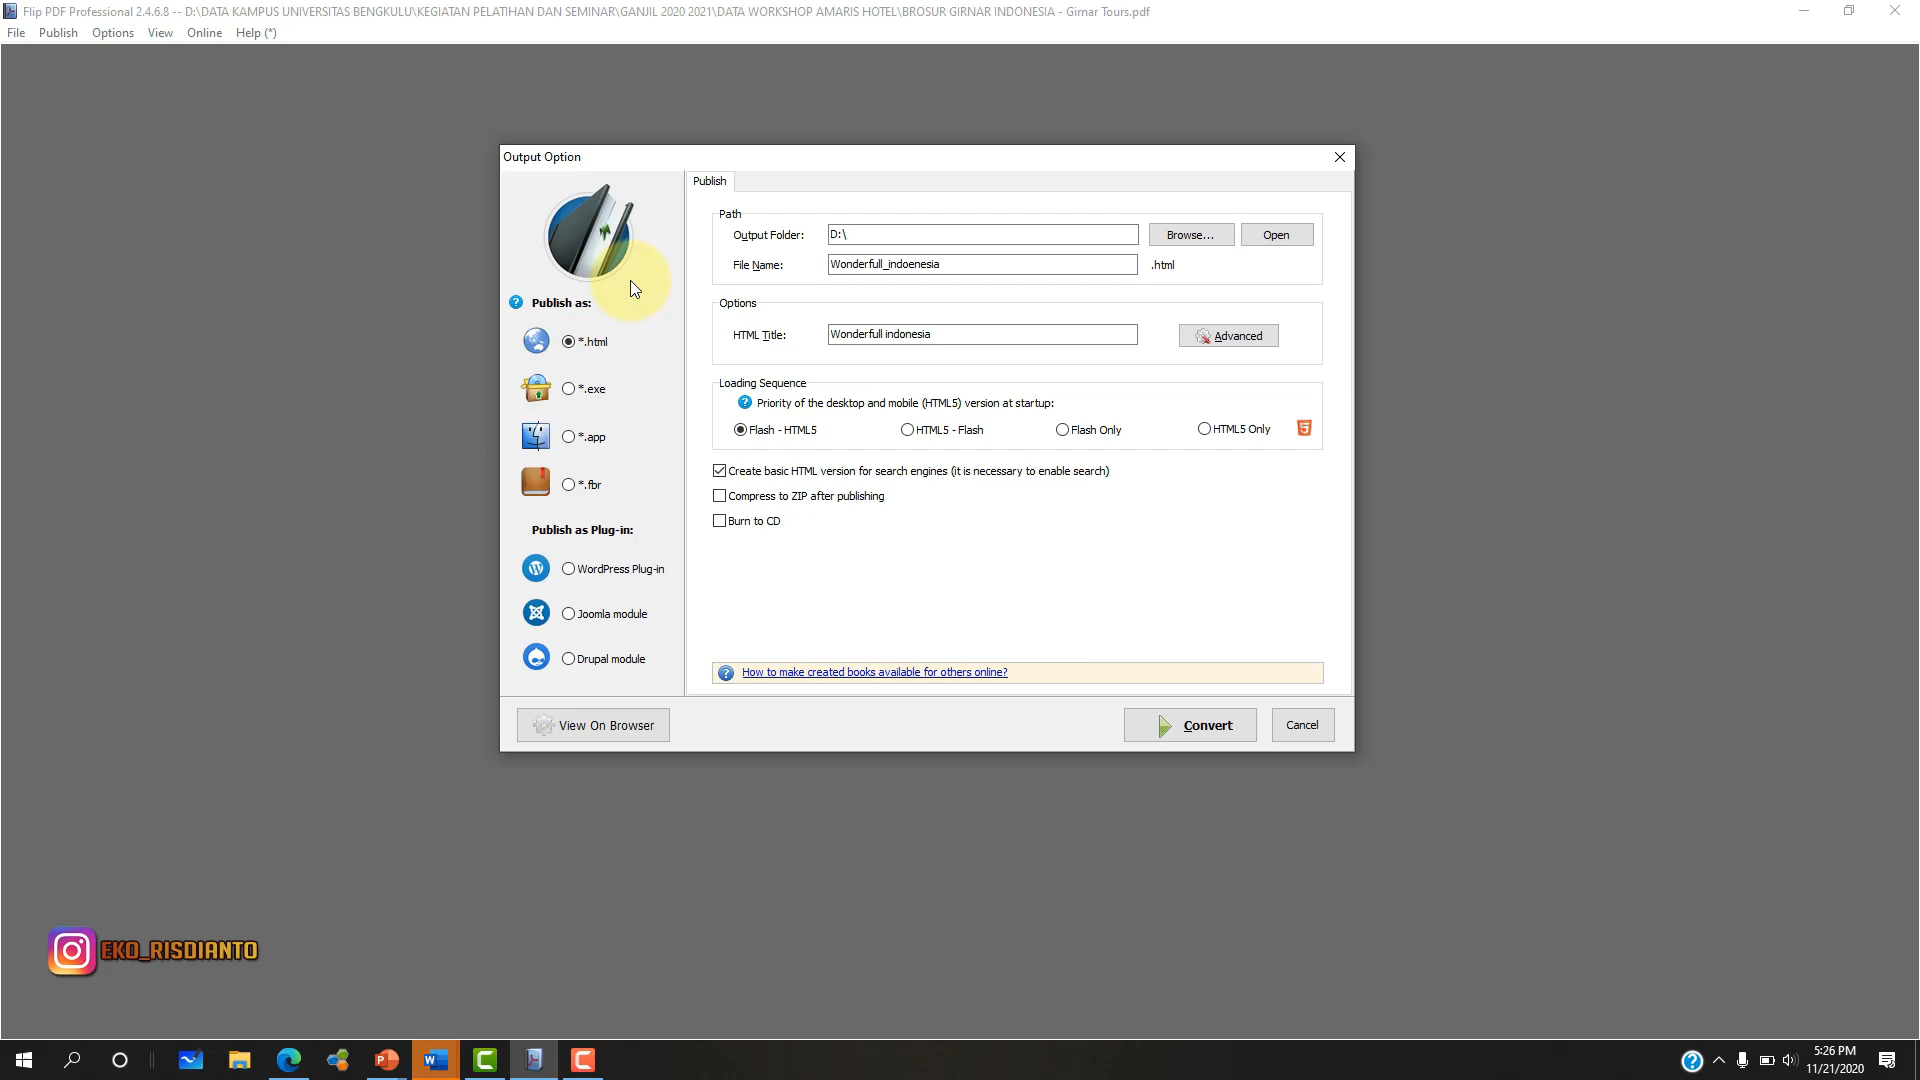 Flip PDF Professional 2.4.6.8 -- D:\DATA KAMPUS UNIVERSITAS BENGKULU\KEGIATAN PELATIHAN DAN SEMINAR\GANJIL 2020 2021\DATA WORKSHOP AMARIS HOTEL\BROSUR GIRNAR INDONESIA - Girnar Tours.pdf
File Publish Options View Online Help (*)
Output Option
Publish
Path
Output Folder: D:\ Browse... Open
File Name: Wonderfull_indoenesia .html
Publish as:
Options
HTML Title: Wonderfull indonesia Advanced
*.html
*.exe
*.app
*.fbr
Loading Sequence
Priority of the desktop and mobile (HTML5) version at startup:
Flash - HTML5 HTML5 - Flash Flash Only HTML5 Only
Create basic HTML version for search engines (it is necessary to enable search)
Compress to ZIP after publishing
Burn to CD
Publish as Plug-in:
WordPress Plug-in
Joomla module
Drupal module
How to make created books available for others online?
View On Browser Convert Cancel
EKO_RISDIANTO
5:26 PM
11/21/2020